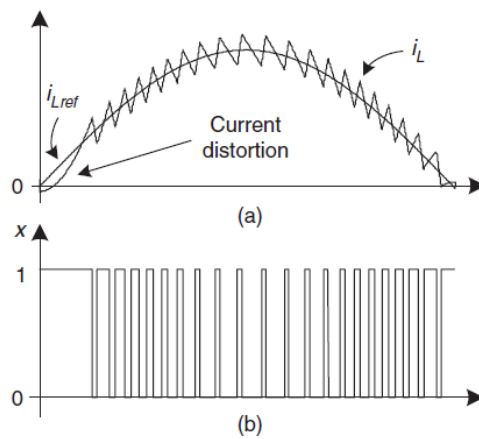 i_Lref
i_L
Current
distortion
0
(a)
x
1
0
(b)